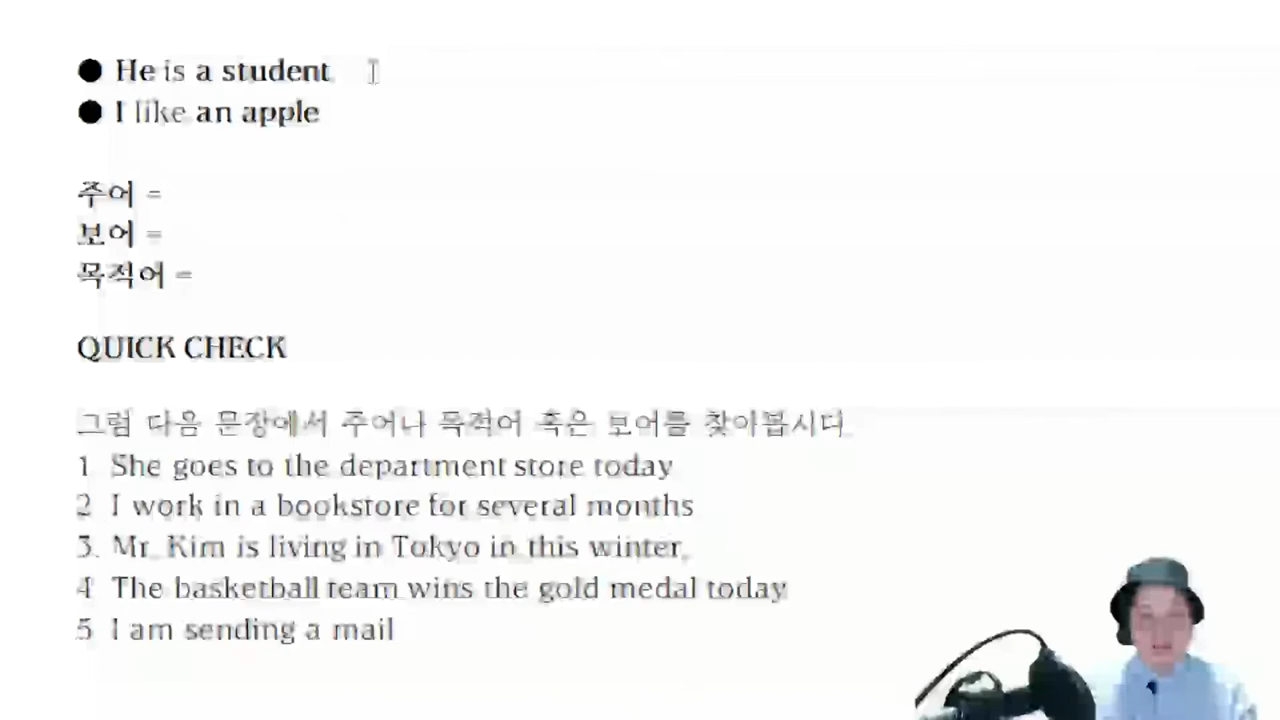 ● He is a student
● I like an apple
주어 =
보어 =
목적어 =
QUICK CHECK
그럼 다음 문장에서 주어나 목적어 혹은 보어를 찾아봅시다
1 She goes to the department store today
2 I work in a bookstore for several months
3. Mr. Kim is living in Tokyo in this winter.
4 The basketball team wins the gold medal today
5 I am sending a mail